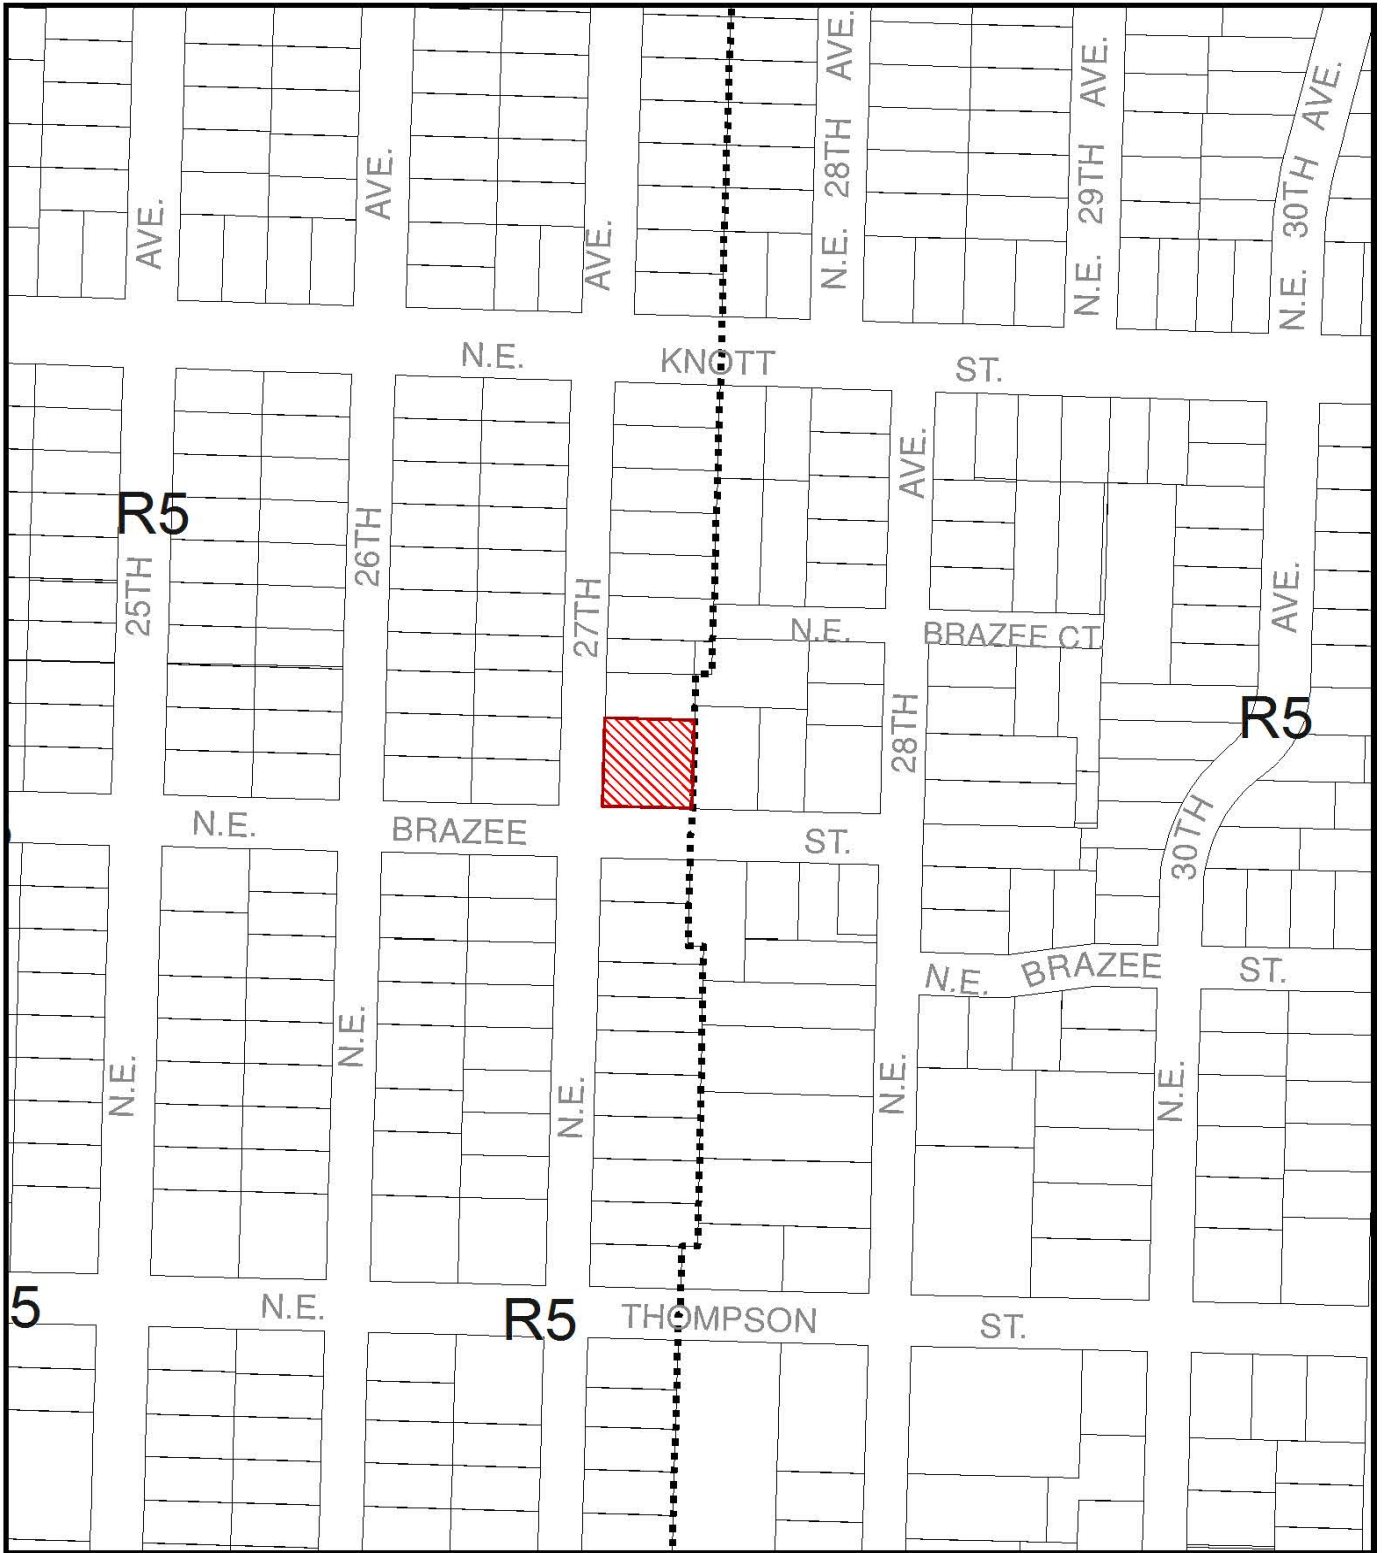 N.E. 28TH AVE.
N.E. 29TH AVE.
N.E. 30TH AVE.
AVE.
AVE.
AVE.
N.E. KNOTT ST.
R5
25TH
26TH
27TH
AVE.
AVE.
N.E. BRAZEE CT.
28TH
R5
30TH
N.E. BRAZEE ST.
N.E. BRAZEE ST.
N.E.
N.E.
N.E.
N.E.
N.E.
5
N.E. THOMPSON ST.
R5